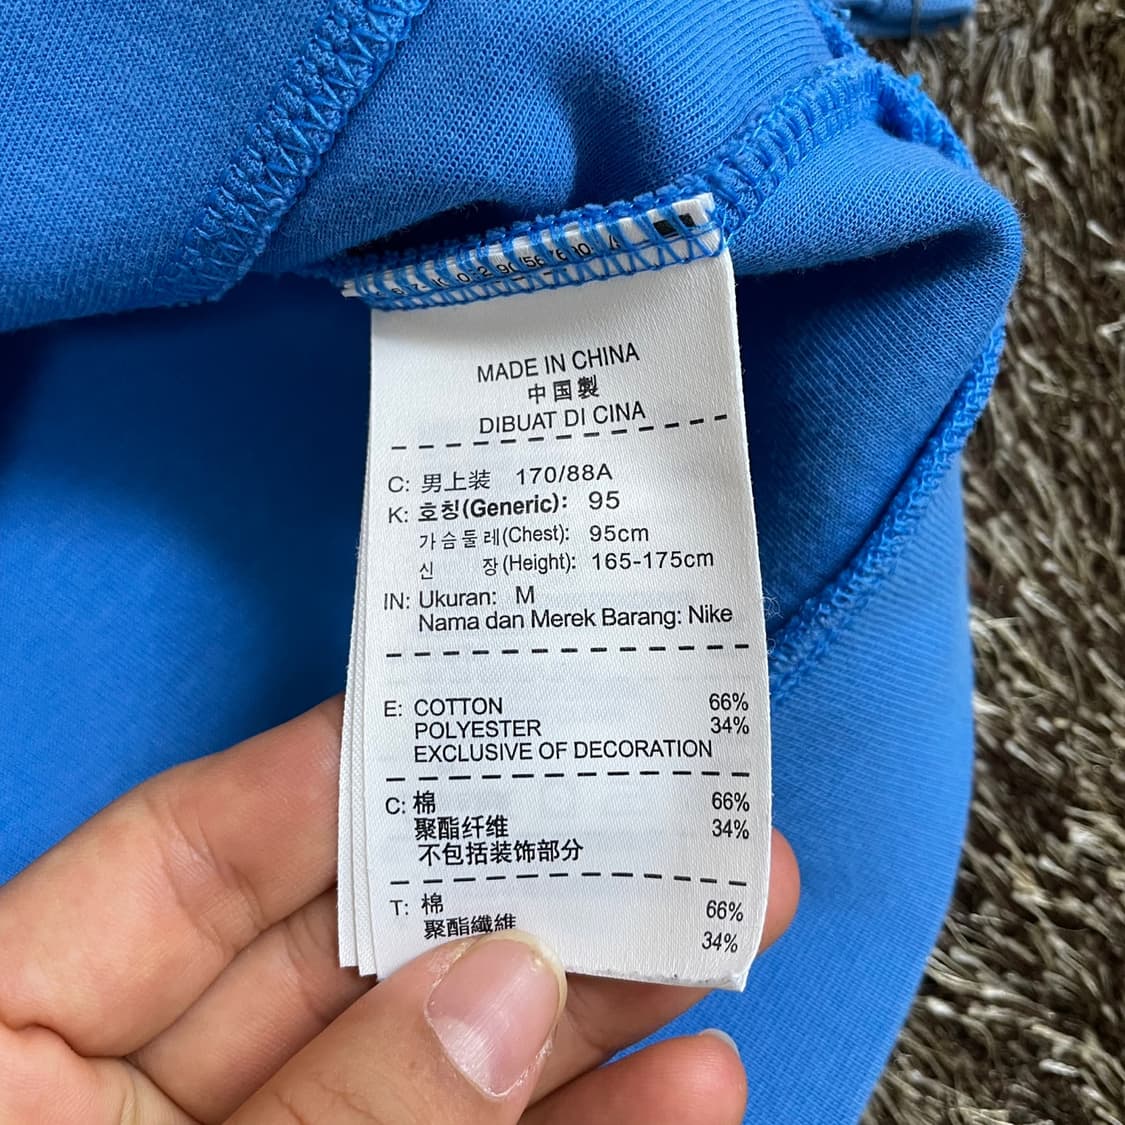 MADE IN CHINA
中国製
DIBUAT DI CINA
C: 男上装 170/88A
K: 호칭(Generic): 95
가슴둘레(Chest): 95cm
신 장(Height): 165-175cm
IN: Ukuran: M
Nama dan Merek Barang: Nike
E: COTTON 66%
POLYESTER 34%
EXCLUSIVE OF DECORATION
C: 棉 66%
聚酯纤维 34%
不包括装饰部分
T: 棉 66%
聚酯纖維 34%